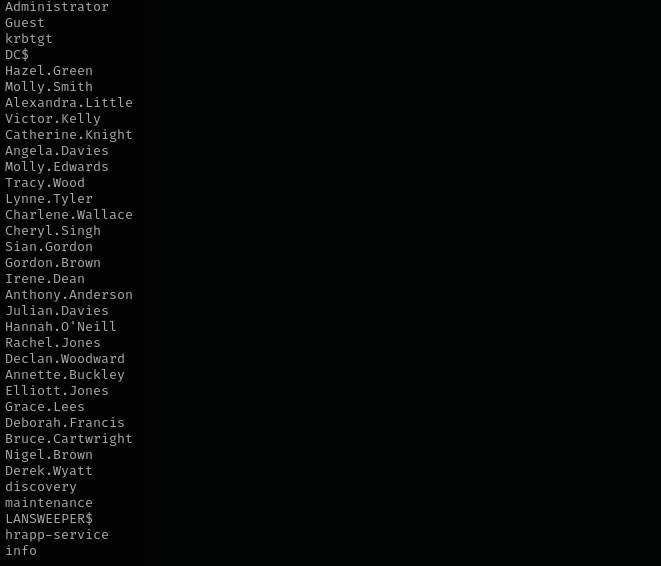 Administrator
Guest
krbtgt
DC$
Hazel.Green
Molly.Smith
Alexandra.Little
Victor.Kelly
Catherine.Knight
Angela.Davies
Molly.Edwards
Tracy.Wood
Lynne.Tyler
Charlene.Wallace
Cheryl.Singh
Sian.Gordon
Gordon.Brown
Irene.Dean
Anthony.Anderson
Julian.Davies
Hannah.O'Neill
Rachel.Jones
Declan.Woodward
Annette.Buckley
Elliott.Jones
Grace.Lees
Deborah.Francis
Bruce.Cartwright
Nigel.Brown
Derek.Wyatt
discovery
maintenance
LANSWEEPER$
hrapp-service
info